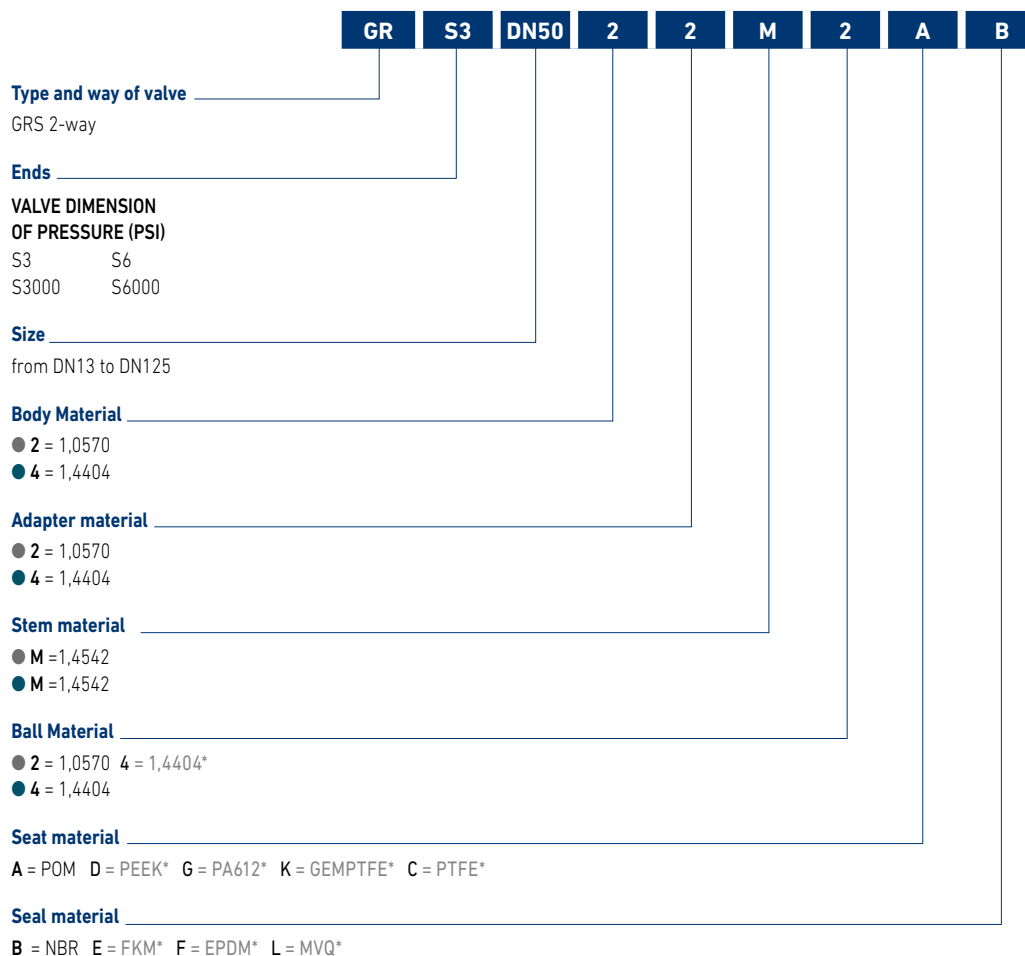 GR S3 DN50 2 2 M 2 A B
Type and way of valve
GRS 2-way
Ends
VALVE DIMENSION
OF PRESSURE (PSI)
S3 S6
S3000 S6000
Size
from DN13 to DN125
Body Material
2 = 1,0570
4 = 1,4404
Adapter material
2 = 1,0570
4 = 1,4404
Stem material
M =1,4542
M =1,4542
Ball Material
2 = 1,0570 4 = 1,4404*
4 = 1,4404
Seat material
A = POM D = PEEK* G = PA612* K = GEMPTFE* C = PTFE*
Seal material
B = NBR E = FKM* F = EPDM* L = MVQ*